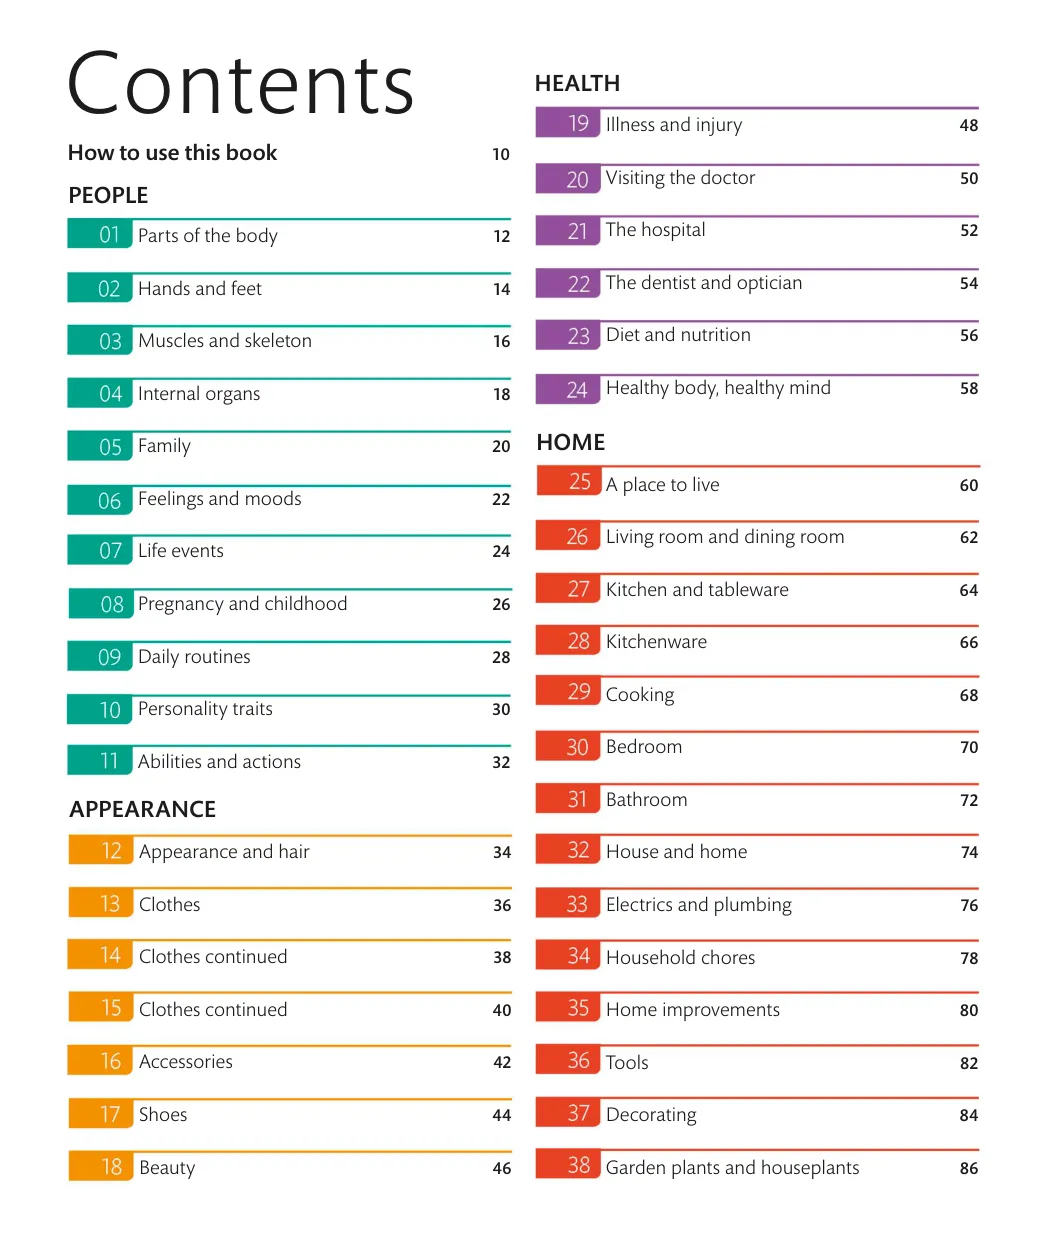 Contents
How to use this book 10
PEOPLE
01 Parts of the body 12
02 Hands and feet 14
03 Muscles and skeleton 16
04 Internal organs 18
05 Family 20
06 Feelings and moods 22
07 Life events 24
08 Pregnancy and childhood 26
09 Daily routines 28
10 Personality traits 30
11 Abilities and actions 32
APPEARANCE
12 Appearance and hair 34
13 Clothes 36
14 Clothes continued 38
15 Clothes continued 40
16 Accessories 42
17 Shoes 44
18 Beauty 46
HEALTH
19 Illness and injury 48
20 Visiting the doctor 50
21 The hospital 52
22 The dentist and optician 54
23 Diet and nutrition 56
24 Healthy body, healthy mind 58
HOME
25 A place to live 60
26 Living room and dining room 62
27 Kitchen and tableware 64
28 Kitchenware 66
29 Cooking 68
30 Bedroom 70
31 Bathroom 72
32 House and home 74
33 Electrics and plumbing 76
34 Household chores 78
35 Home improvements 80
36 Tools 82
37 Decorating 84
38 Garden plants and houseplants 86